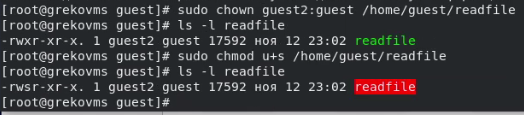 [root@grekovms guest]# sudo chown guest2:guest /home/guest/readfile
[root@grekovms guest]# ls -l readfile
-rwxr-xr-x. 1 guest2 guest 17592 ноя 12 23:02 readfile
[root@grekovms guest]# sudo chmod u+s /home/guest/readfile
[root@grekovms guest]# ls -l readfile
-rwsr-xr-x. 1 guest2 guest 17592 ноя 12 23:02 readfile
[root@grekovms guest]#